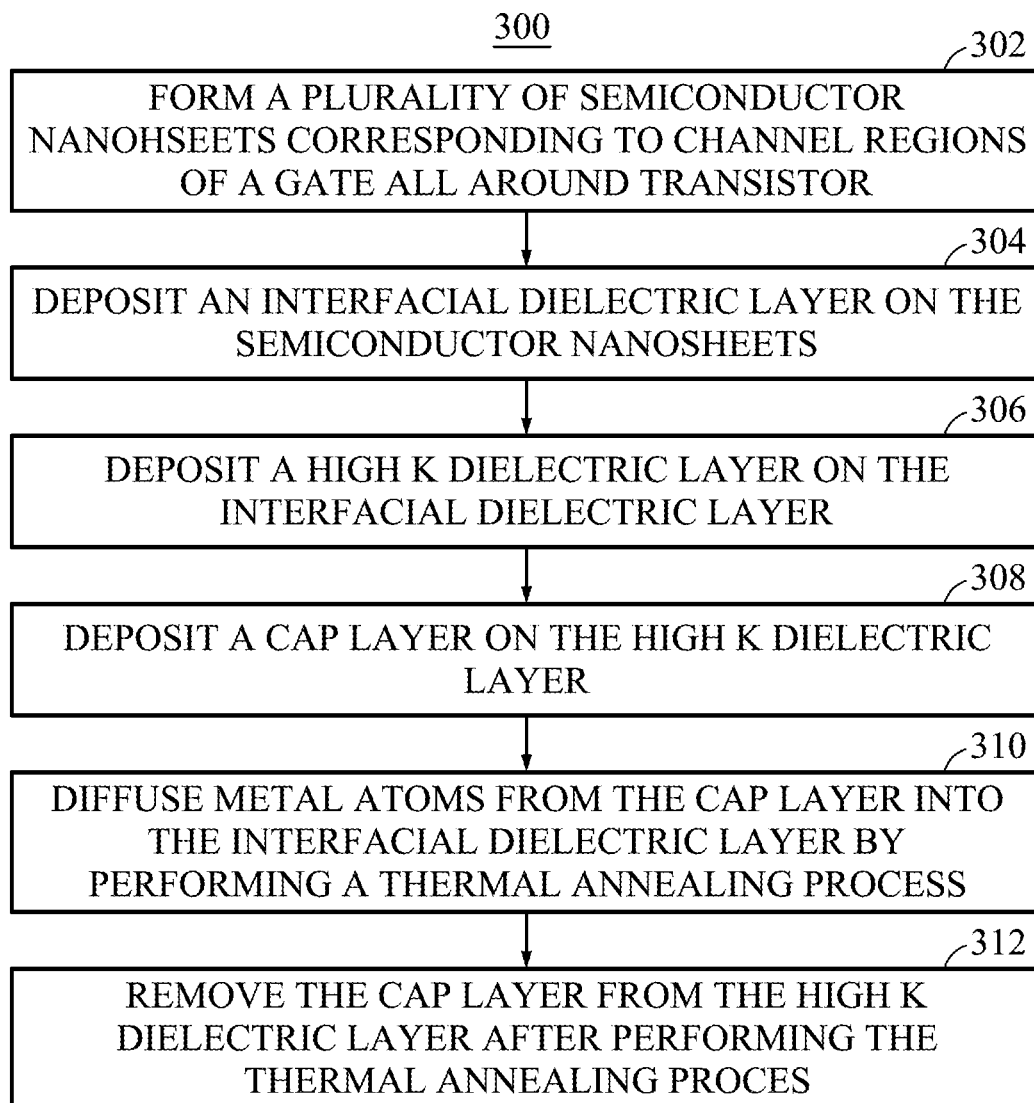 300
302
FORM A PLURALITY OF SEMICONDUCTOR
NANOHSEETS CORRESPONDING TO CHANNEL REGIONS
OF A GATE ALL AROUND TRANSISTOR
304
DEPOSIT AN INTERFACIAL DIELECTRIC LAYER ON THE
SEMICONDUCTOR NANOSHEETS
306
DEPOSIT A HIGH K DIELECTRIC LAYER ON THE
INTERFACIAL DIELECTRIC LAYER
308
DEPOSIT A CAP LAYER ON THE HIGH K DIELECTRIC
LAYER
310
DIFFUSE METAL ATOMS FROM THE CAP LAYER INTO
THE INTERFACIAL DIELECTRIC LAYER BY
PERFORMING A THERMAL ANNEALING PROCESS
312
REMOVE THE CAP LAYER FROM THE HIGH K
DIELECTRIC LAYER AFTER PERFORMING THE
THERMAL ANNEALING PROCES